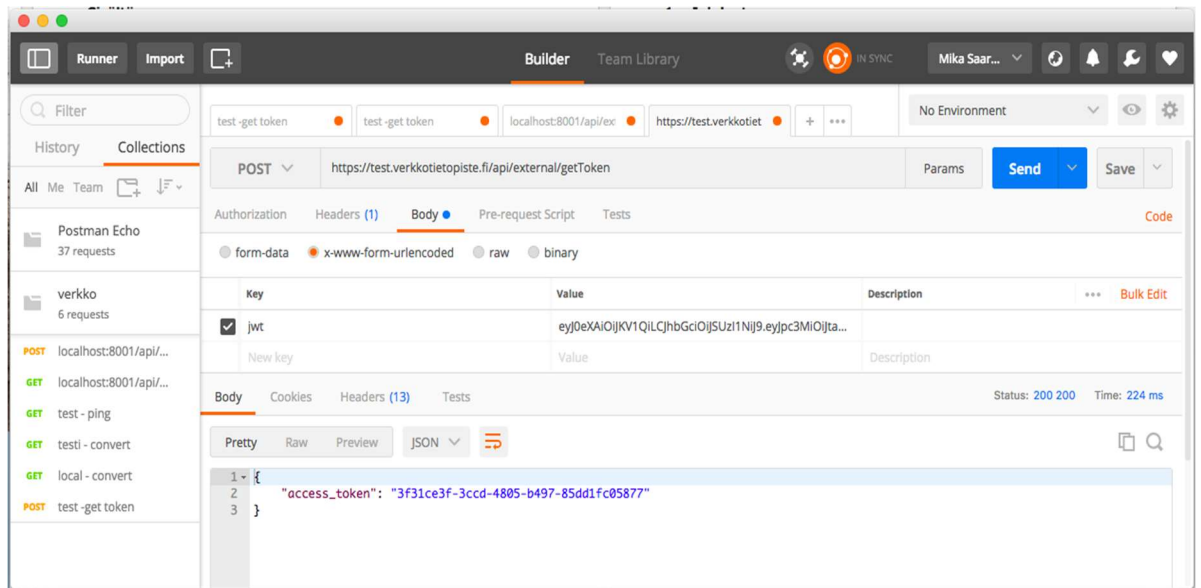 Runner Import Builder Team Library IN SYNC Mika Saar...
Filter
History Collections
All Me Team
Postman Echo
37 requests
verkko
6 requests
POST localhost:8001/api/...
GET localhost:8001/api/...
GET test - ping
GET testi - convert
GET local - convert
POST test -get token
test -get token test -get token localhost:8001/api/ex https://test.verkkotiet + •••
No Environment
POST https://test.verkkotietopiste.fi/api/external/getToken Params Send Save
Authorization Headers (1) Body Pre-request Script Tests Code
form-data x-www-form-urlencoded raw binary
Key Value Description ••• Bulk Edit
jwt eyJ0eXAiOiJKV1QiLCJhbGciOiJSUzI1NiJ9.eyJpc3MiOiJta...
New key Value Description
Body Cookies Headers (13) Tests Status: 200 200 Time: 224 ms
Pretty Raw Preview JSON
1 {
2 "access_token": "3f31ce3f-3ccd-4805-b497-85dd1fc05877"
3 }